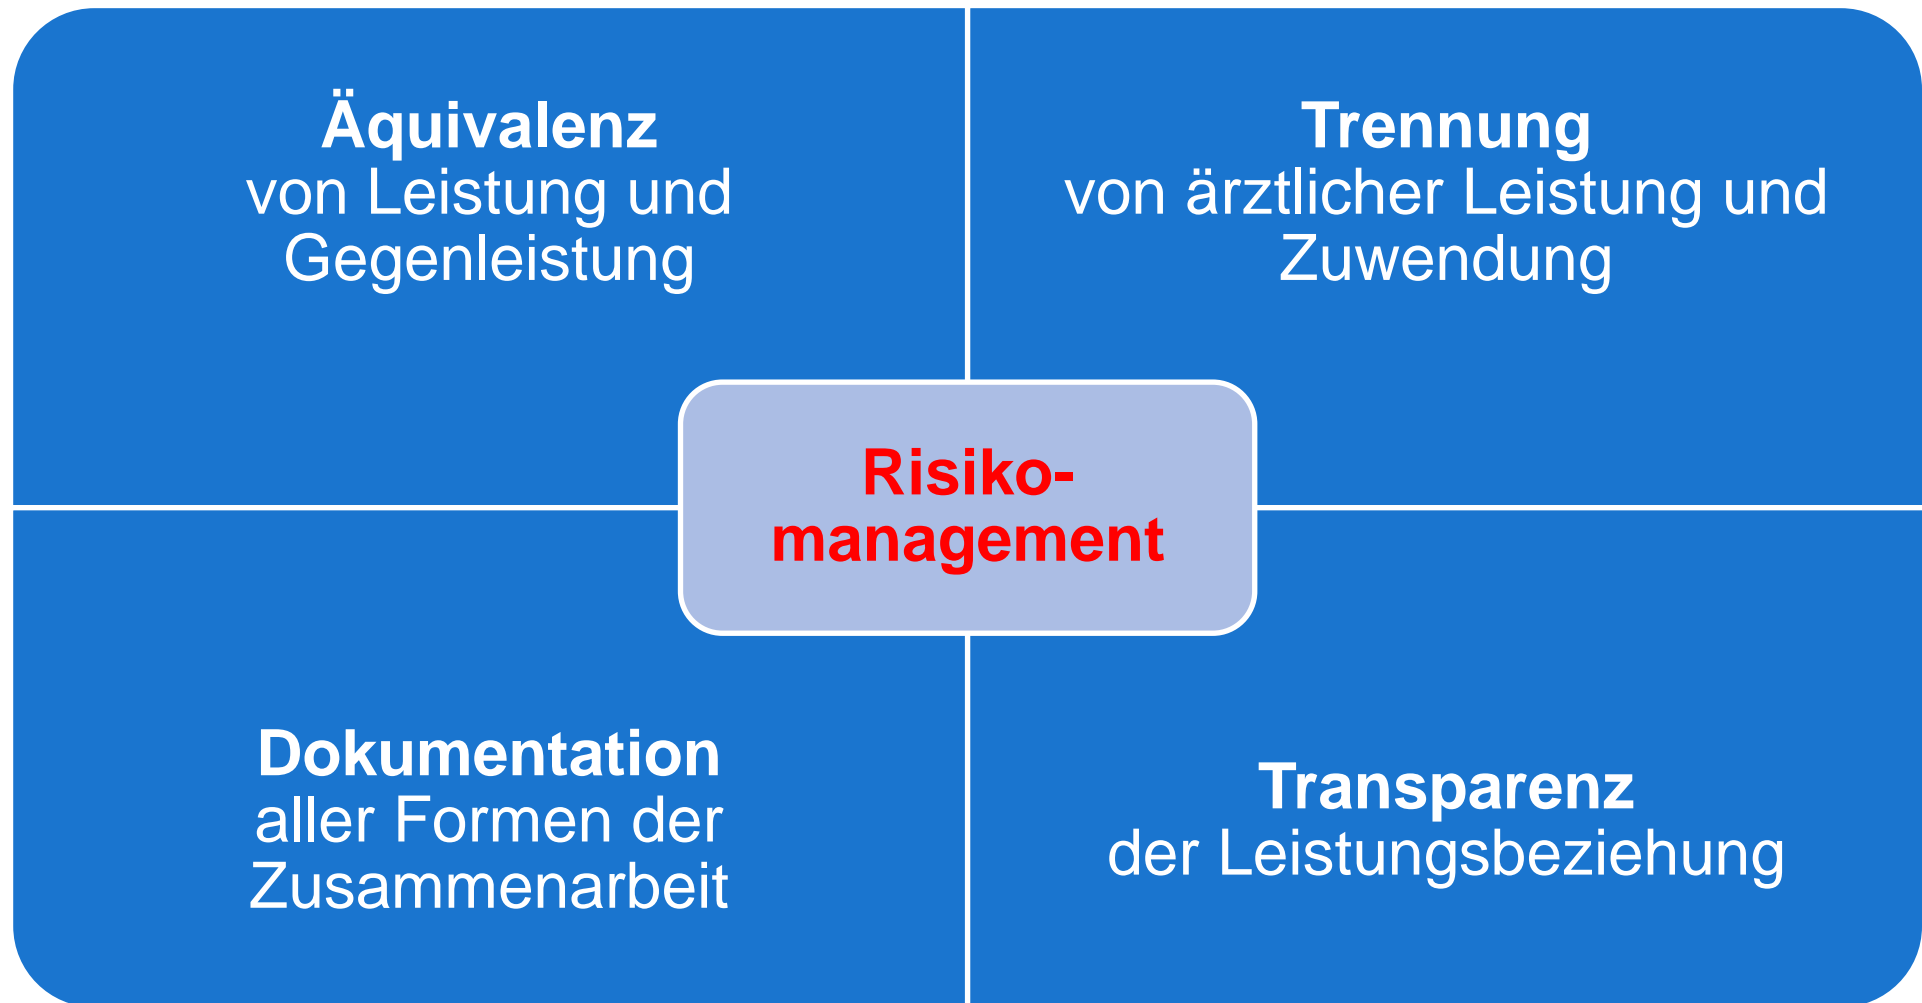 Äquivalenz
von Leistung und
Gegenleistung
Trennung
von ärztlicher Leistung und
Zuwendung
Risiko-
management
Dokumentation
aller Formen der
Zusammenarbeit
Transparenz
der Leistungsbeziehung